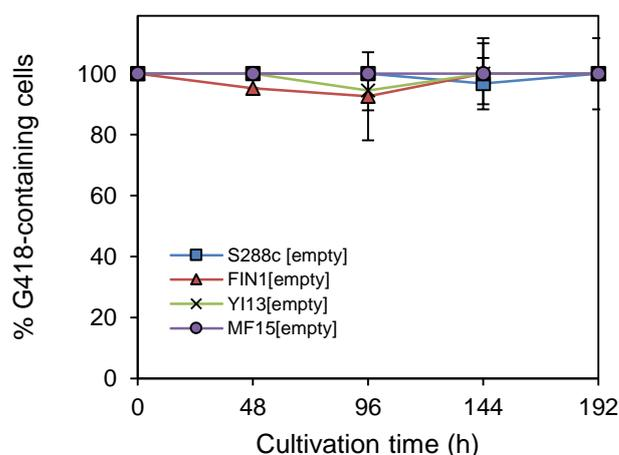 % G418-containing cells
100
80
60
40
20
0
S288c [empty]
FIN1[empty]
YI13[empty]
MF15[empty]
0 48 96 144 192
Cultivation time (h)